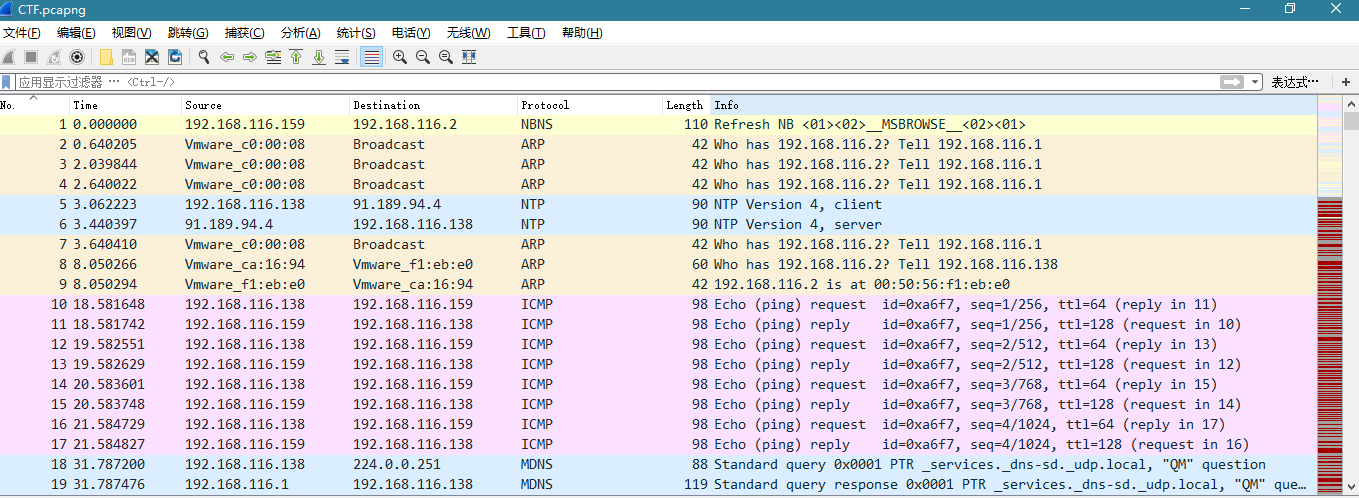 CTF.pcapng
文件(F) 编辑(E) 视图(V) 跳转(G) 捕获(C) 分析(A) 统计(S) 电话(Y) 无线(W) 工具(T) 帮助(H)
应用显示过滤器 … <Ctrl-/> 表达式… +
No. Time Source Destination Protocol Length Info
1 0.000000 192.168.116.159 192.168.116.2 NBNS 110 Refresh NB <01><02>__MSBROWSE__<02><01>
2 0.640205 Vmware_c0:00:08 Broadcast ARP 42 Who has 192.168.116.2? Tell 192.168.116.1
3 2.039844 Vmware_c0:00:08 Broadcast ARP 42 Who has 192.168.116.2? Tell 192.168.116.1
4 2.640022 Vmware_c0:00:08 Broadcast ARP 42 Who has 192.168.116.2? Tell 192.168.116.1
5 3.062223 192.168.116.138 91.189.94.4 NTP 90 NTP Version 4, client
6 3.440397 91.189.94.4 192.168.116.138 NTP 90 NTP Version 4, server
7 3.640410 Vmware_c0:00:08 Broadcast ARP 42 Who has 192.168.116.2? Tell 192.168.116.1
8 8.050266 Vmware_ca:16:94 Vmware_f1:eb:e0 ARP 60 Who has 192.168.116.2? Tell 192.168.116.138
9 8.050294 Vmware_f1:eb:e0 Vmware_ca:16:94 ARP 42 192.168.116.2 is at 00:50:56:f1:eb:e0
10 18.581648 192.168.116.138 192.168.116.159 ICMP 98 Echo (ping) request id=0xa6f7, seq=1/256, ttl=64 (reply in 11)
11 18.581742 192.168.116.159 192.168.116.138 ICMP 98 Echo (ping) reply id=0xa6f7, seq=1/256, ttl=128 (request in 10)
12 19.582551 192.168.116.138 192.168.116.159 ICMP 98 Echo (ping) request id=0xa6f7, seq=2/512, ttl=64 (reply in 13)
13 19.582629 192.168.116.159 192.168.116.138 ICMP 98 Echo (ping) reply id=0xa6f7, seq=2/512, ttl=128 (request in 12)
14 20.583601 192.168.116.138 192.168.116.159 ICMP 98 Echo (ping) request id=0xa6f7, seq=3/768, ttl=64 (reply in 15)
15 20.583748 192.168.116.159 192.168.116.138 ICMP 98 Echo (ping) reply id=0xa6f7, seq=3/768, ttl=128 (request in 14)
16 21.584729 192.168.116.138 192.168.116.159 ICMP 98 Echo (ping) request id=0xa6f7, seq=4/1024, ttl=64 (reply in 17)
17 21.584827 192.168.116.159 192.168.116.138 ICMP 98 Echo (ping) reply id=0xa6f7, seq=4/1024, ttl=128 (request in 16)
18 31.787200 192.168.116.138 224.0.0.251 MDNS 88 Standard query 0x0001 PTR _services._dns-sd._udp.local, "QM" question
19 31.787476 192.168.116.1 192.168.116.138 MDNS 119 Standard query response 0x0001 PTR _services._dns-sd._udp.local, "QM" que…